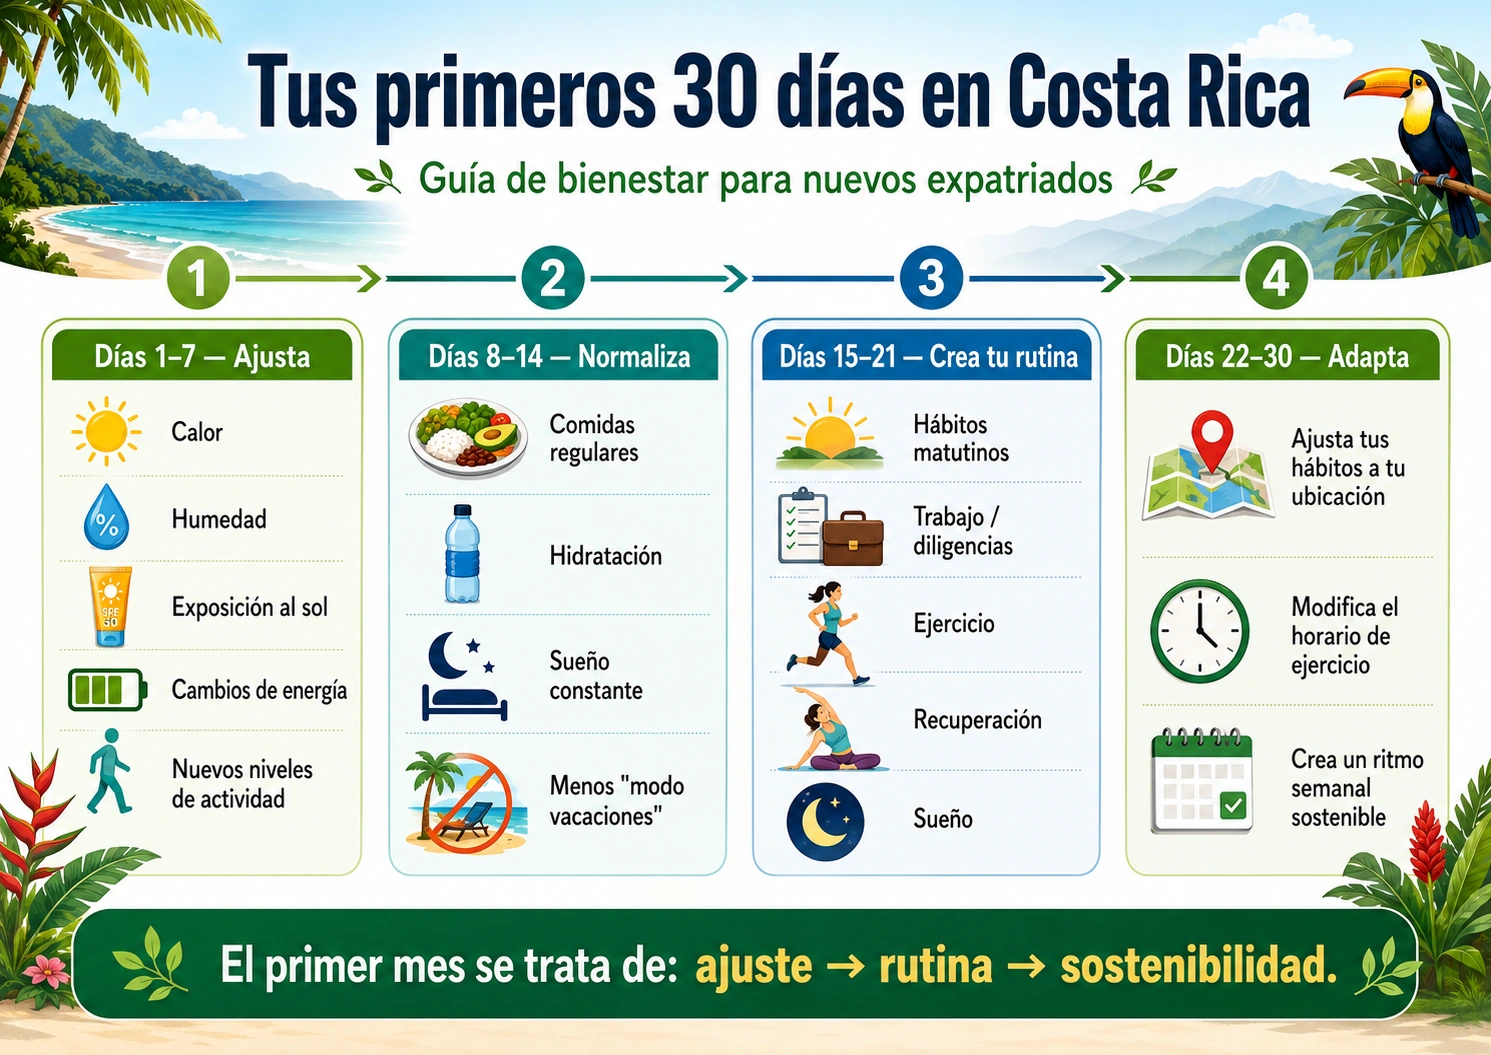 Tus primeros 30 días en Costa Rica
Guía de bienestar para nuevos expatriados
1
2
3
4
Días 1–7 — Ajusta
Calor
%
Humedad
SPF
30
Exposición al sol
Cambios de energía
Nuevos niveles
de actividad
Días 8–14 — Normaliza
Comidas
regulares
Hidratación
Sueño
constante
Menos "modo
vacaciones"
Días 15–21 — Crea tu rutina
Hábitos
matutinos
Trabajo /
diligencias
Ejercicio
Recuperación
Sueño
Días 22–30 — Adapta
Ajusta tus
hábitos a tu
ubicación
Modifica el
horario de
ejercicio
Crea un ritmo
semanal
sostenible
El primer mes se trata de: ajuste → rutina → sostenibilidad.